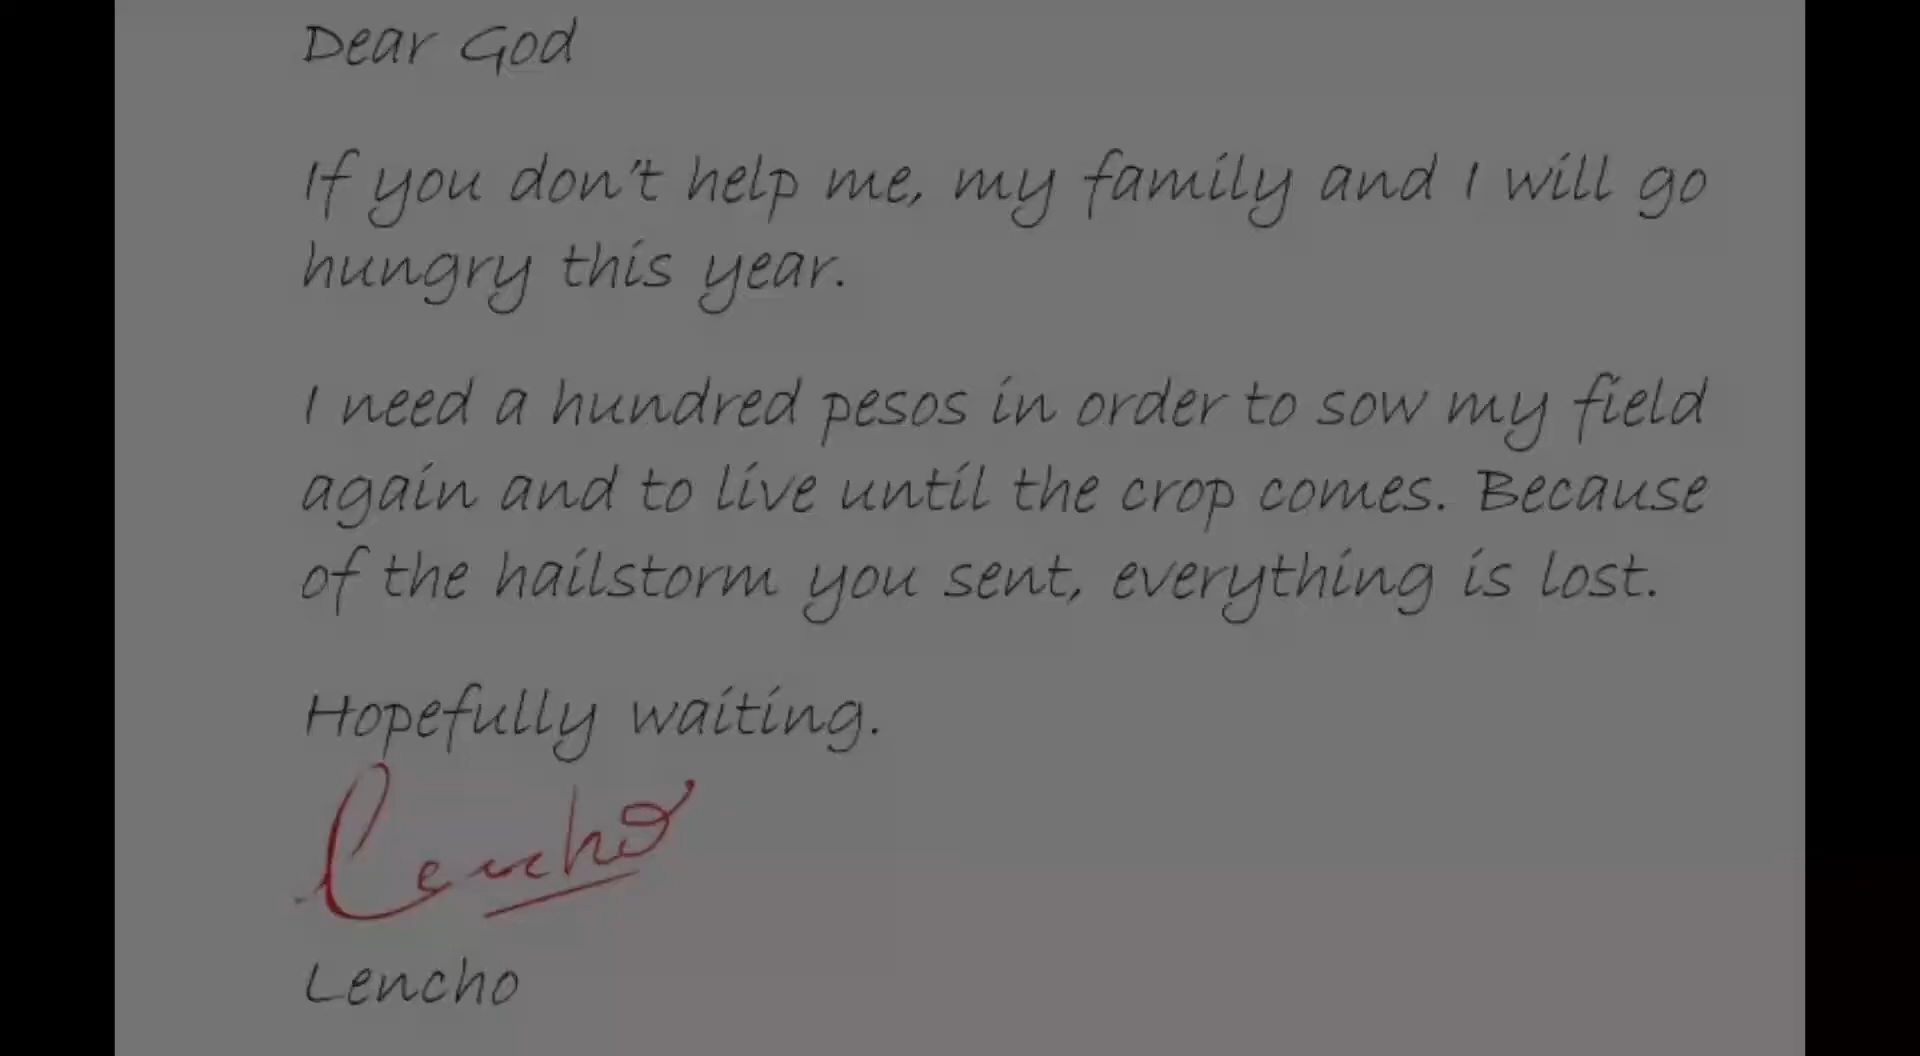 Dear God
If you don't help me, my family and I will go
hungry this year.
I need a hundred pesos in order to sow my field
again and to live until the crop comes. Because
of the hailstorm you sent, everything is lost.
Hopefully waiting.
Lencho
Lencho